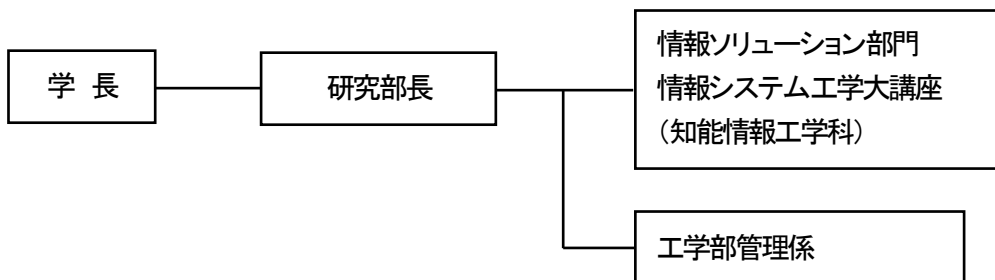 学 長
研究部長
情報ソリューション部門
情報システム工学大講座
（知能情報工学科）
工学部管理係